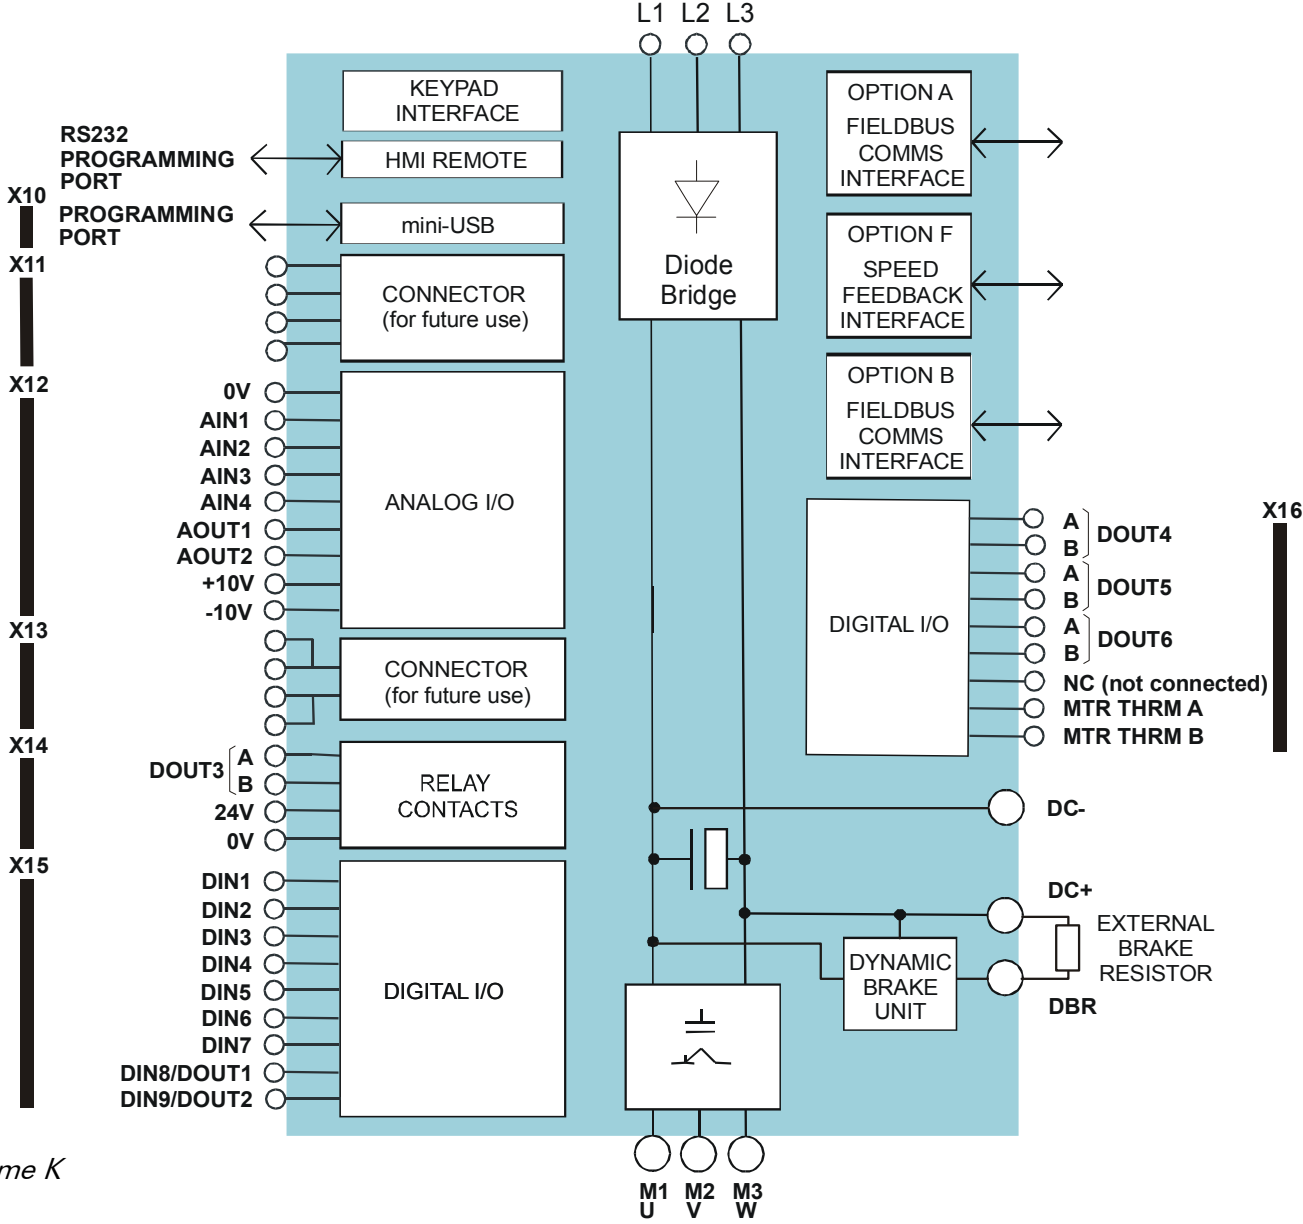 L1 L2 L3
KEYPAD
INTERFACE
RS232
PROGRAMMING
PORT
HMI REMOTE
X10
PROGRAMMING
PORT
mini-USB
X11
CONNECTOR
(for future use)
X12
0V
AIN1
AIN2
AIN3
AIN4
AOUT1
AOUT2
+10V
-10V
ANALOG I/O
X13
CONNECTOR
(for future use)
X14
DOUT3
A
B
24V
0V
RELAY
CONTACTS
X15
DIN1
DIN2
DIN3
DIN4
DIN5
DIN6
DIN7
DIN8/DOUT1
DIN9/DOUT2
DIGITAL I/O
Diode
Bridge
OPTION A
FIELDBUS
COMMS
INTERFACE
OPTION F
SPEED
FEEDBACK
INTERFACE
OPTION B
FIELDBUS
COMMS
INTERFACE
DIGITAL I/O
X16
A
B
DOUT4
A
B
DOUT5
A
B
DOUT6
NC (not connected)
MTR THRM A
MTR THRM B
DC-
DC+
EXTERNAL
BRAKE
RESISTOR
DYNAMIC
BRAKE
UNIT
DBR
M1 M2 M3
U V W
me K